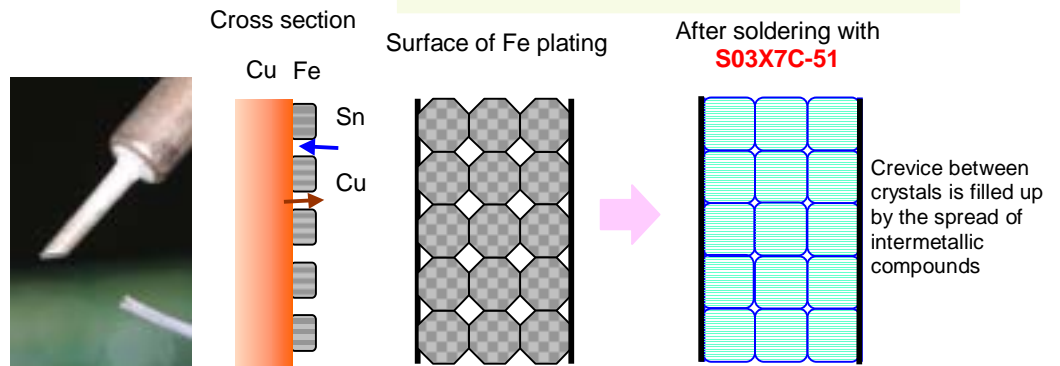 Cross section
Cu Fe
Sn
Cu
Surface of Fe plating
After soldering with
S03X7C-51
Crevice between
crystals is filled up
by the spread of
intermetallic
compounds